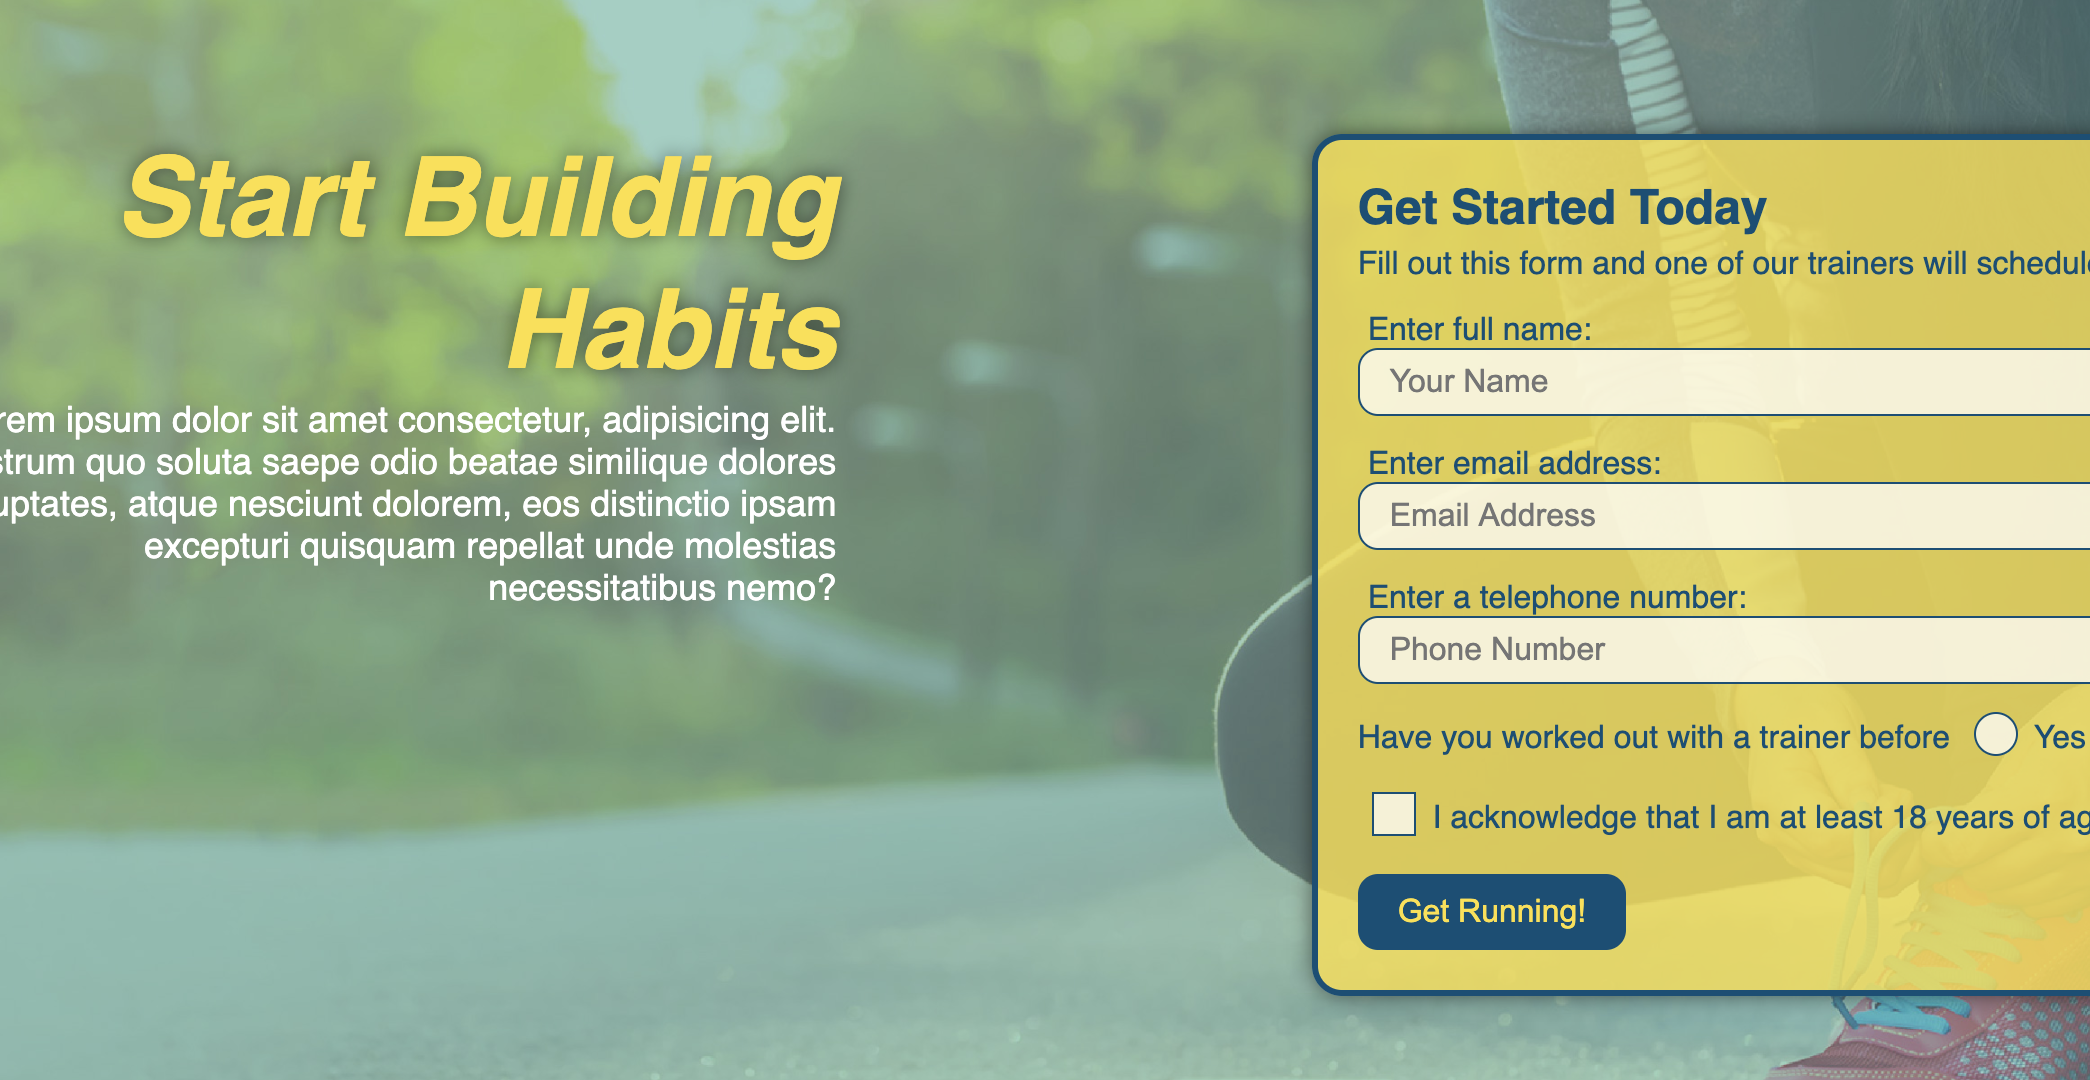 Start Building
Habits
rem ipsum dolor sit amet consectetur, adipisicing elit.
strum quo soluta saepe odio beatae similique dolores
uptates, atque nesciunt dolorem, eos distinctio ipsam
excepturi quisquam repellat unde molestias
necessitatibus nemo?
Get Started Today
Fill out this form and one of our trainers will schedule
Enter full name:
Your Name
Enter email address:
Email Address
Enter a telephone number:
Phone Number
Have you worked out with a trainer before Yes
I acknowledge that I am at least 18 years of ag
Get Running!